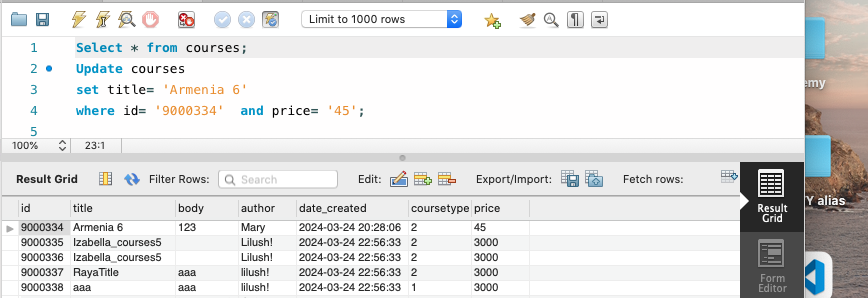 Limit to 1000 rows
1 Select * from courses;
2 Update courses
3 set title= 'Armenia 6'
4 where id= '9000334'  and price= '45';
5
100% 23:1
Result Grid Filter Rows: Search Edit: Export/Import: Fetch rows:
id title body author date_created coursetype price
9000334 Armenia 6 123 Mary 2024-03-24 20:28:06 2 45
9000335 Izabella_courses5 Lilush! 2024-03-24 22:56:33 2 3000
9000336 Izabella_courses5 Lilush! 2024-03-24 22:56:33 2 3000
9000337 RayaTitle aaa lilush! 2024-03-24 22:56:33 2 3000
9000338 aaa aaa lilush! 2024-03-24 22:56:33 1 3000
Result
Grid
Form
Editor
emy
Y alias